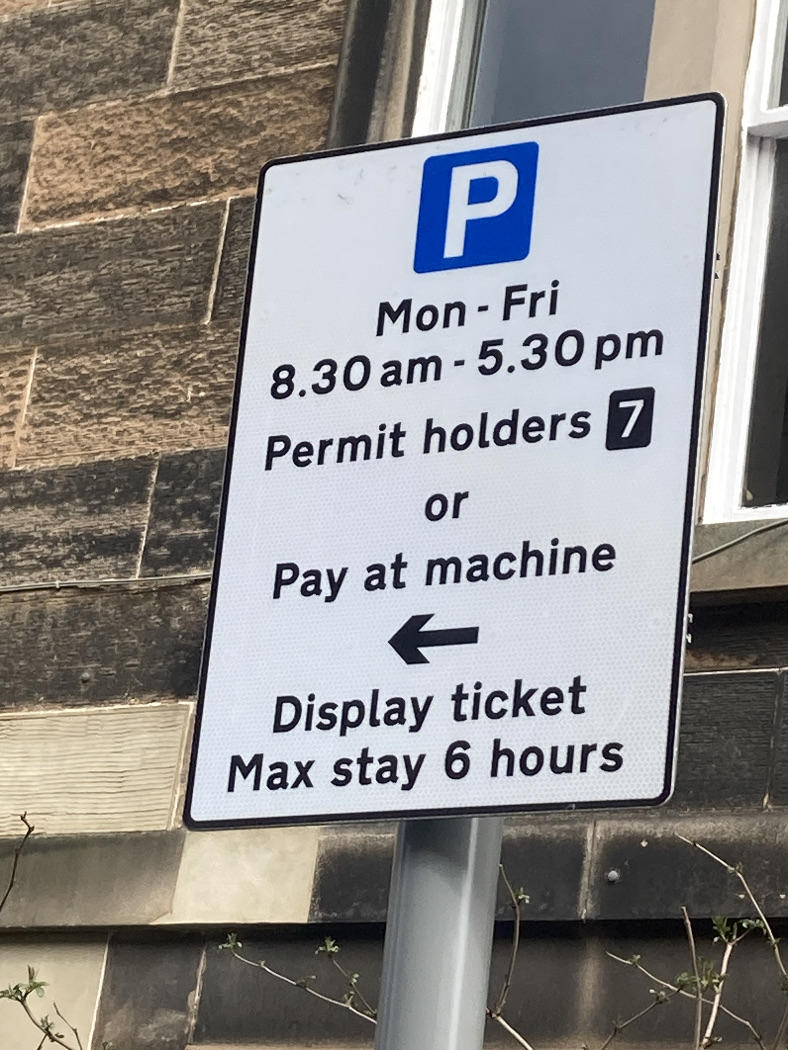 P
Mon - Fri
8.30 am - 5.30 pm
Permit holders 7
or
Pay at machine
Display ticket
Max stay 6 hours